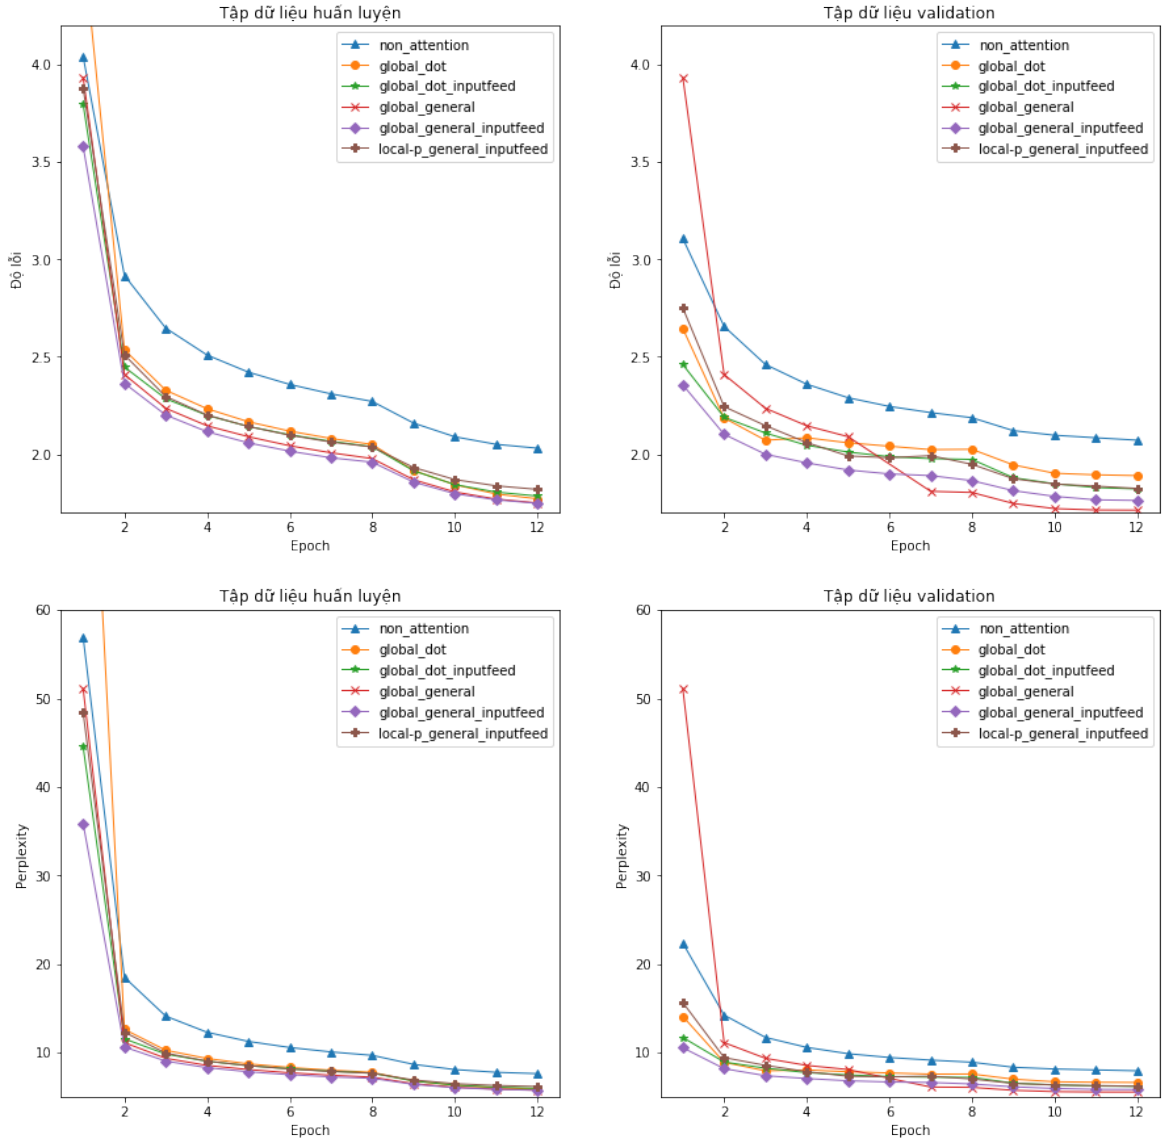 Tập dữ liệu huấn luyện
non_attention
global_dot
global_dot_inputfeed
global_general
global_general_inputfeed
local-p_general_inputfeed
4.0
3.5
3.0
2.5
2.0
Độ lỗi
2 4 6 8 10 12
Epoch
Tập dữ liệu validation
non_attention
global_dot
global_dot_inputfeed
global_general
global_general_inputfeed
local-p_general_inputfeed
4.0
3.5
3.0
2.5
2.0
Độ lỗi
2 4 6 8 10 12
Epoch
Tập dữ liệu huấn luyện
non_attention
global_dot
global_dot_inputfeed
global_general
global_general_inputfeed
local-p_general_inputfeed
60
50
40
30
20
10
Perplexity
2 4 6 8 10 12
Epoch
Tập dữ liệu validation
non_attention
global_dot
global_dot_inputfeed
global_general
global_general_inputfeed
local-p_general_inputfeed
60
50
40
30
20
10
Perplexity
2 4 6 8 10 12
Epoch